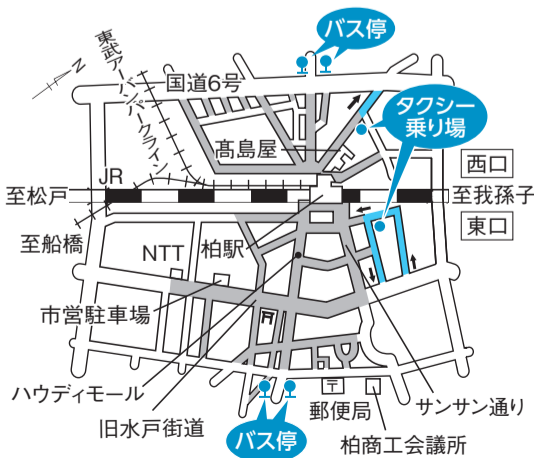 バス停
東武アーバンパークライン
N
国道6号
タクシー
乗り場
髙島屋
西口
JR
至松戸
至我孫子
東口
至船橋
柏駅
NTT
市営駐車場
ハウディモール
旧水戸街道
バス停
〒
郵便局
サンサン通り
柏商工会議所